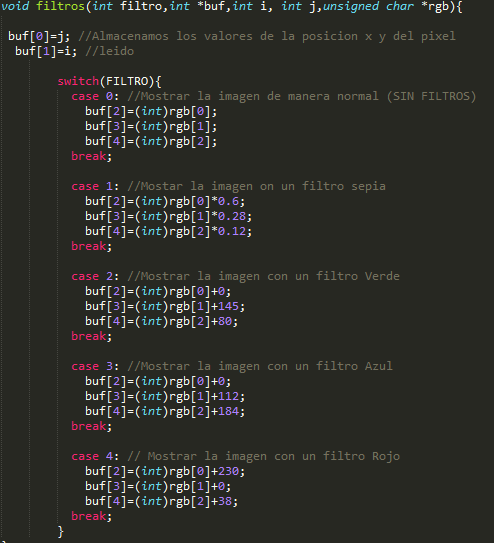 void filtros(int filtro,int *buf,int i, int j,unsigned char *rgb){
buf[0]=j; //Almacenamos los valores de la posicion x y del pixel
buf[1]=i; //leido
switch(FILTRO){
case 0: //Mostrar la imagen de manera normal (SIN FILTROS)
buf[2]=(int)rgb[0];
buf[3]=(int)rgb[1];
buf[4]=(int)rgb[2];
break;
case 1: //Mostar la imagen on un filtro sepia
buf[2]=(int)rgb[0]*0.6;
buf[3]=(int)rgb[1]*0.28;
buf[4]=(int)rgb[2]*0.12;
break;
case 2: //Mostrar la imagen con un filtro Verde
buf[2]=(int)rgb[0]+0;
buf[3]=(int)rgb[1]+145;
buf[4]=(int)rgb[2]+80;
break;
case 3: //Mostrar la imagen con un filtro Azul
buf[2]=(int)rgb[0]+0;
buf[3]=(int)rgb[1]+112;
buf[4]=(int)rgb[2]+184;
break;
case 4: // Mostrar la imagen con un filtro Rojo
buf[2]=(int)rgb[0]+230;
buf[3]=(int)rgb[1]+0;
buf[4]=(int)rgb[2]+38;
break;
}